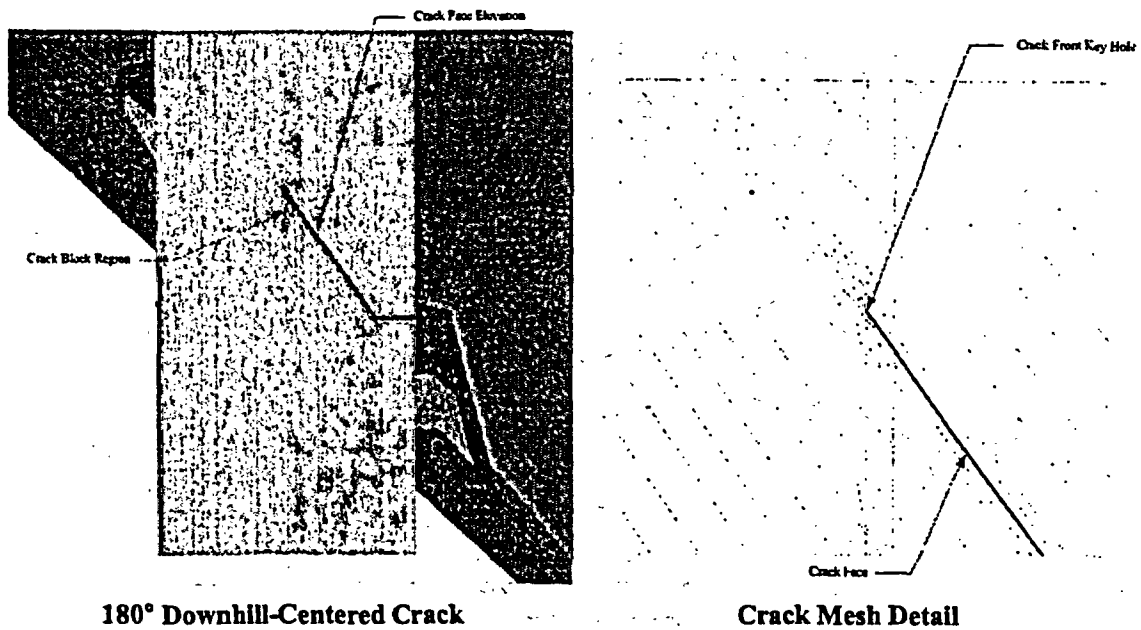 Crack Face Elevation
Crack Front Key Hole
Crack Block Region
Crack Face
180° Downhill-Centered Crack
Crack Mesh Detail